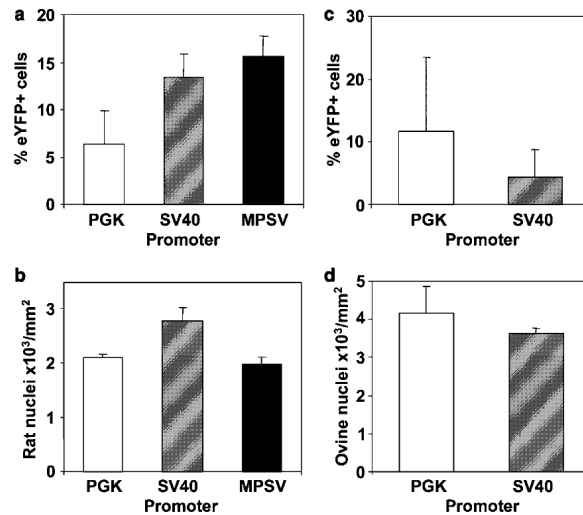 a
% eYFP+ cells
20
15
10
5
0
PGK SV40 MPSV
Promoter
c
% eYFP+ cells
30
20
10
0
PGK SV40
Promoter
b
Rat nuclei x10³/mm²
3
2
1
0
PGK SV40 MPSV
Promoter
d
Ovine nuclei x10³/mm²
5
4
3
2
1
0
PGK SV40
Promoter